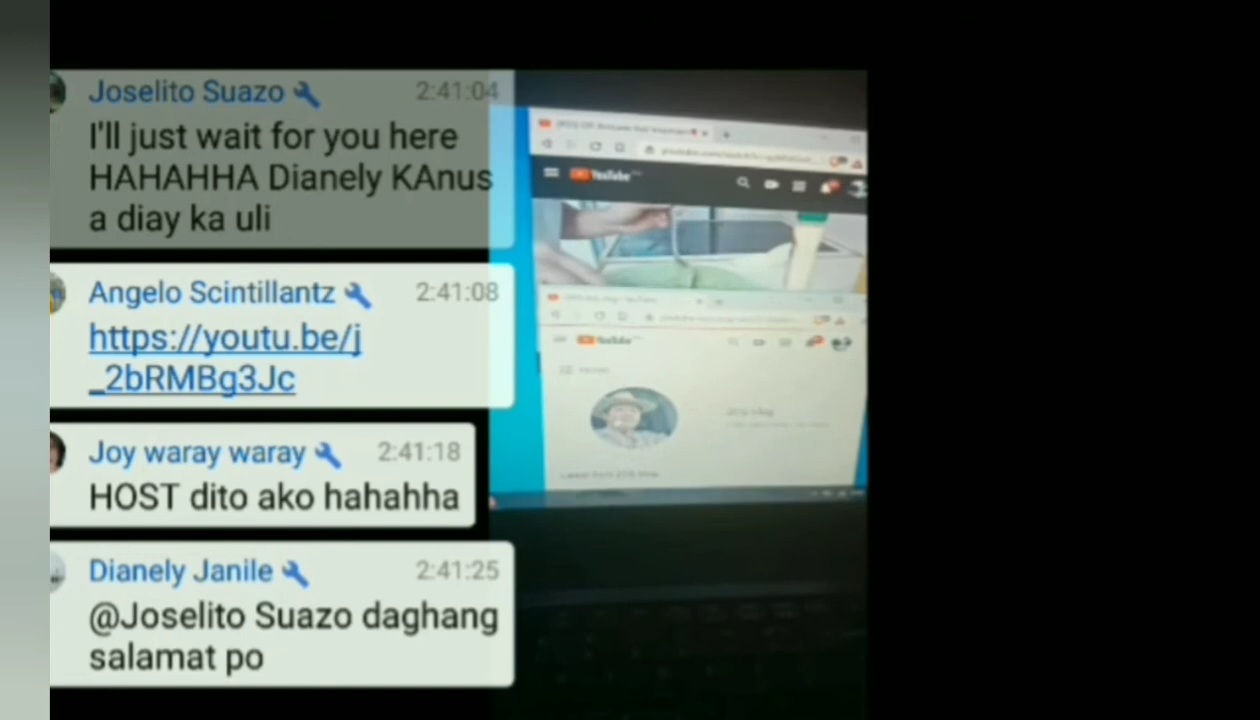 Joselito Suazo 2:41:04
I'll just wait for you here
HAHAHHA Dianely KAnus
a diay ka uli
Angelo Scintillantz 2:41:08
https://youtu.be/j
_2bRMBg3Jc
Joy waray waray 2:41:18
HOST dito ako hahahha
Dianely Janile 2:41:25
@Joselito Suazo daghang
salamat po
YouTube
YouTube